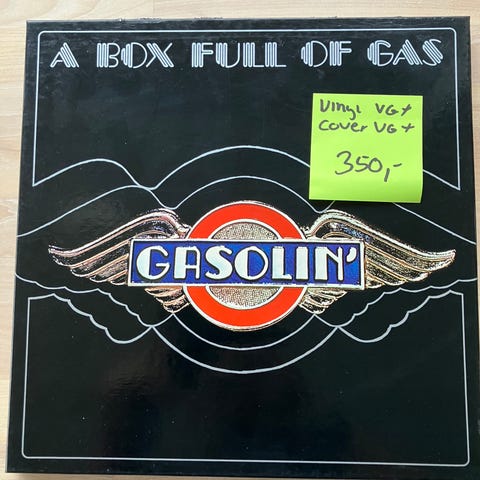 A BOX FULL OF GAS
Vinyl VG+
Cover VG+
350,-
GASOLIN'